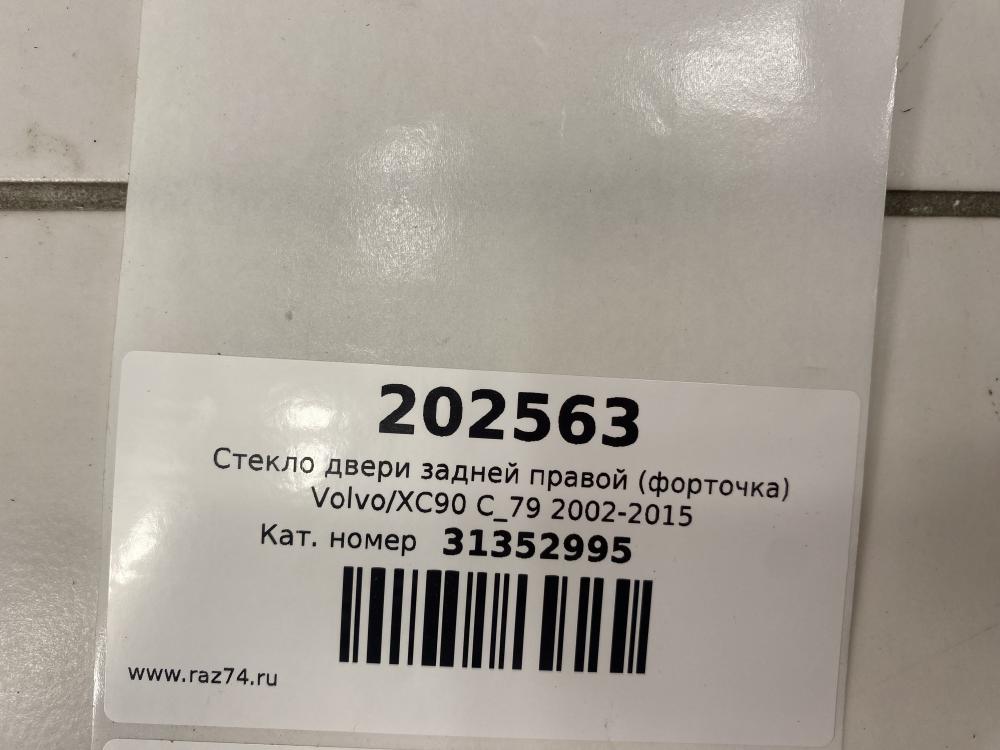 202563
Стекло двери задней правой (форточка)
Volvo/XC90 C_79 2002-2015
Кат. номер 31352995
www.raz74.ru